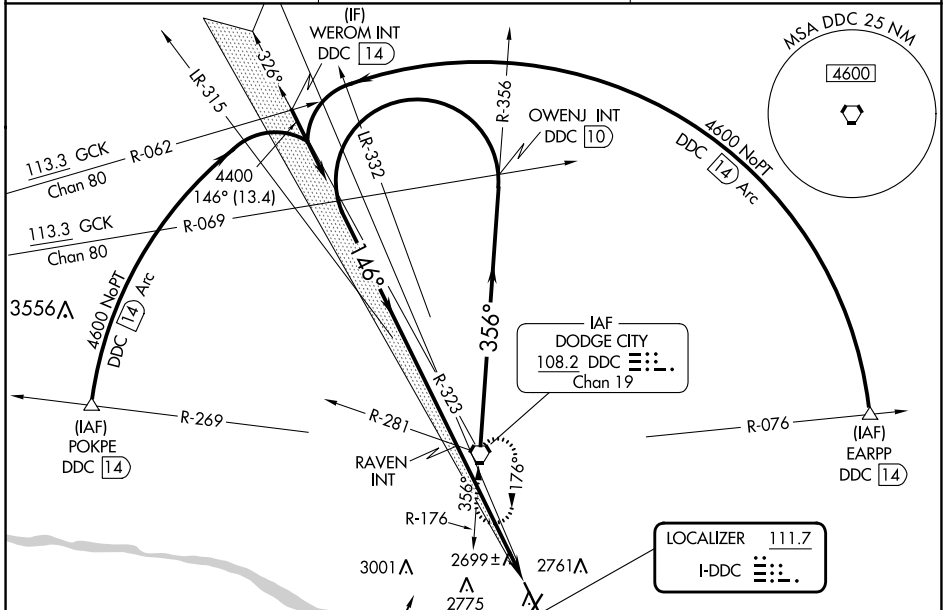 (IF)
WEROM INT
DDC 14
MSA DDC 25 NM
4600
326°
LR-315
R-356
OWENJ INT
DDC 10
LR-332
4600 NoPT
DDC 14 Arc
113.3 GCK
Chan 80
R-062
4400
146° (13.4)
113.3 GCK
Chan 80
R-069
146°
3556
4600 NoPT
DDC 14 Arc
356°
IAF
DODGE CITY
108.2 DDC
Chan 19
R-323
R-269
R-281
R-076
(IAF)
POKPE
DDC 14
(IAF)
EARPP
DDC 14
RAVEN
INT
356°
176°
R-176
LOCALIZER 111.7
I-DDC
3001
2699±
2761
2775